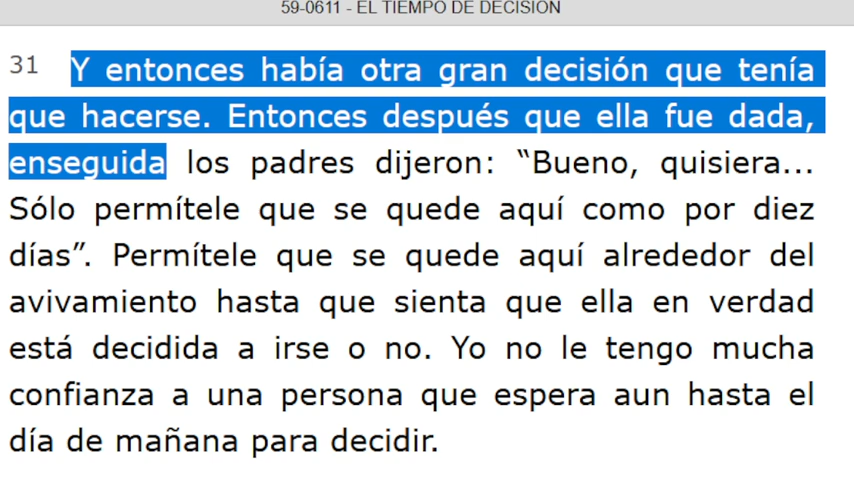 59-0611 - EL TIEMPO DE DECISION
31 Y entonces había otra gran decisión que tenía
que hacerse. Entonces después que ella fue dada,
enseguida los padres dijeron: “Bueno, quisiera...
Sólo permítele que se quede aquí como por diez
días”. Permítele que se quede aquí alrededor del
avivamiento hasta que sienta que ella en verdad
está decidida a irse o no. Yo no le tengo mucha
confianza a una persona que espera aun hasta el
día de mañana para decidir.